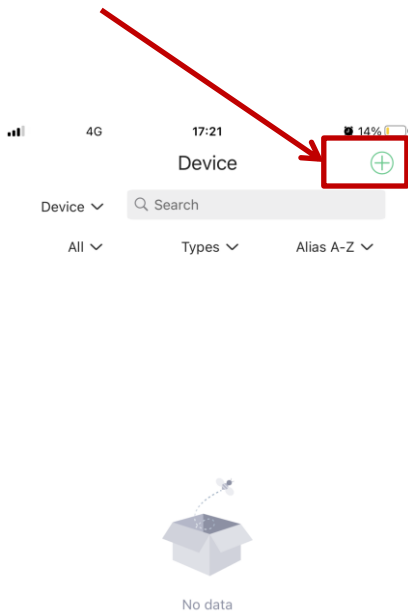 4G 17:21 14%
Device
Device Search
All Types Alias A-Z
No data